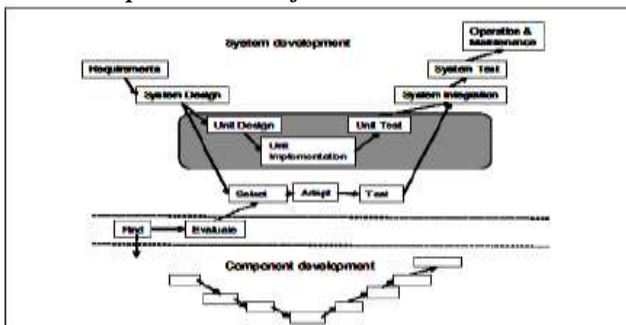 System development
Operation &
Maintenance
Requirements
System Test
System Design
System Integration
Unit Design
Unit Test
Unit
Implementation
Select
Adapt
Test
Find
Evaluate
Component development